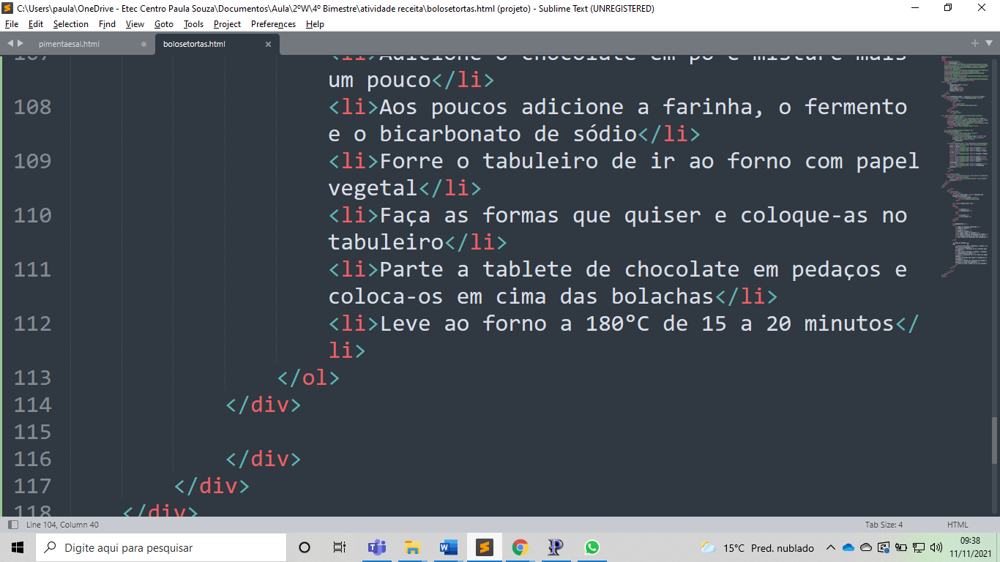 C:\Users\paula\OneDrive - Etec Centro Paula Souza\Documentos\Aula\2ºW\4º Bimestre\atividade receita\bolosetortas.html (projeto) - Sublime Text (UNREGISTERED)
File Edit Selection Find View Goto Tools Project Preferences Help
pimentaesal.html bolosetortas.html
107 <li>Adicione o chocolate em pó e misture mais
um pouco</li>
108 <li>Aos poucos adicione a farinha, o fermento
e o bicarbonato de sódio</li>
109 <li>Forre o tabuleiro de ir ao forno com papel
vegetal</li>
110 <li>Faça as formas que quiser e coloque-as no
tabuleiro</li>
111 <li>Parte a tablete de chocolate em pedaços e
coloca-os em cima das bolachas</li>
112 <li>Leve ao forno a 180°C de 15 a 20 minutos</
li>
113 </ol>
114 </div>
115
116 </div>
117 </div>
118 </div>
Line 104, Column 40 Tab Size: 4 HTML
Digite aqui para pesquisar 15°C Pred. nublado 09:38
11/11/2021